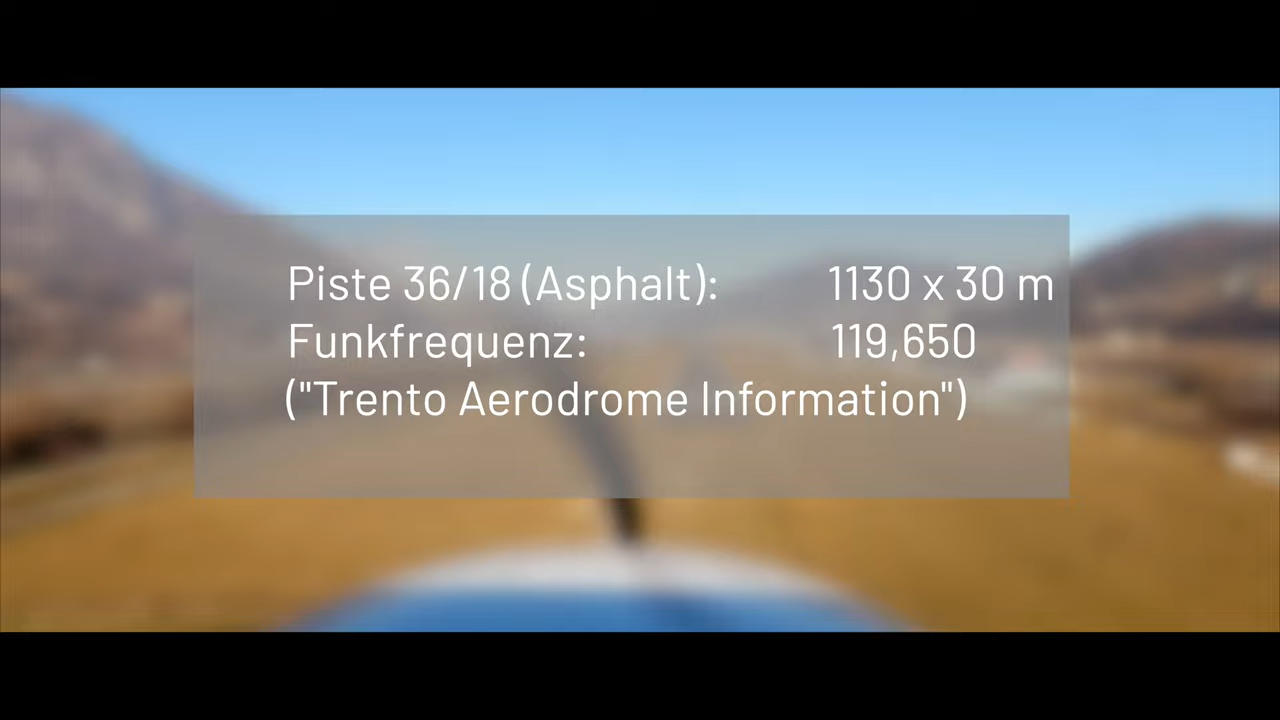 Piste 36/18 (Asphalt): 1130 x 30 m
Funkfrequenz: 119,650
("Trento Aerodrome Information")